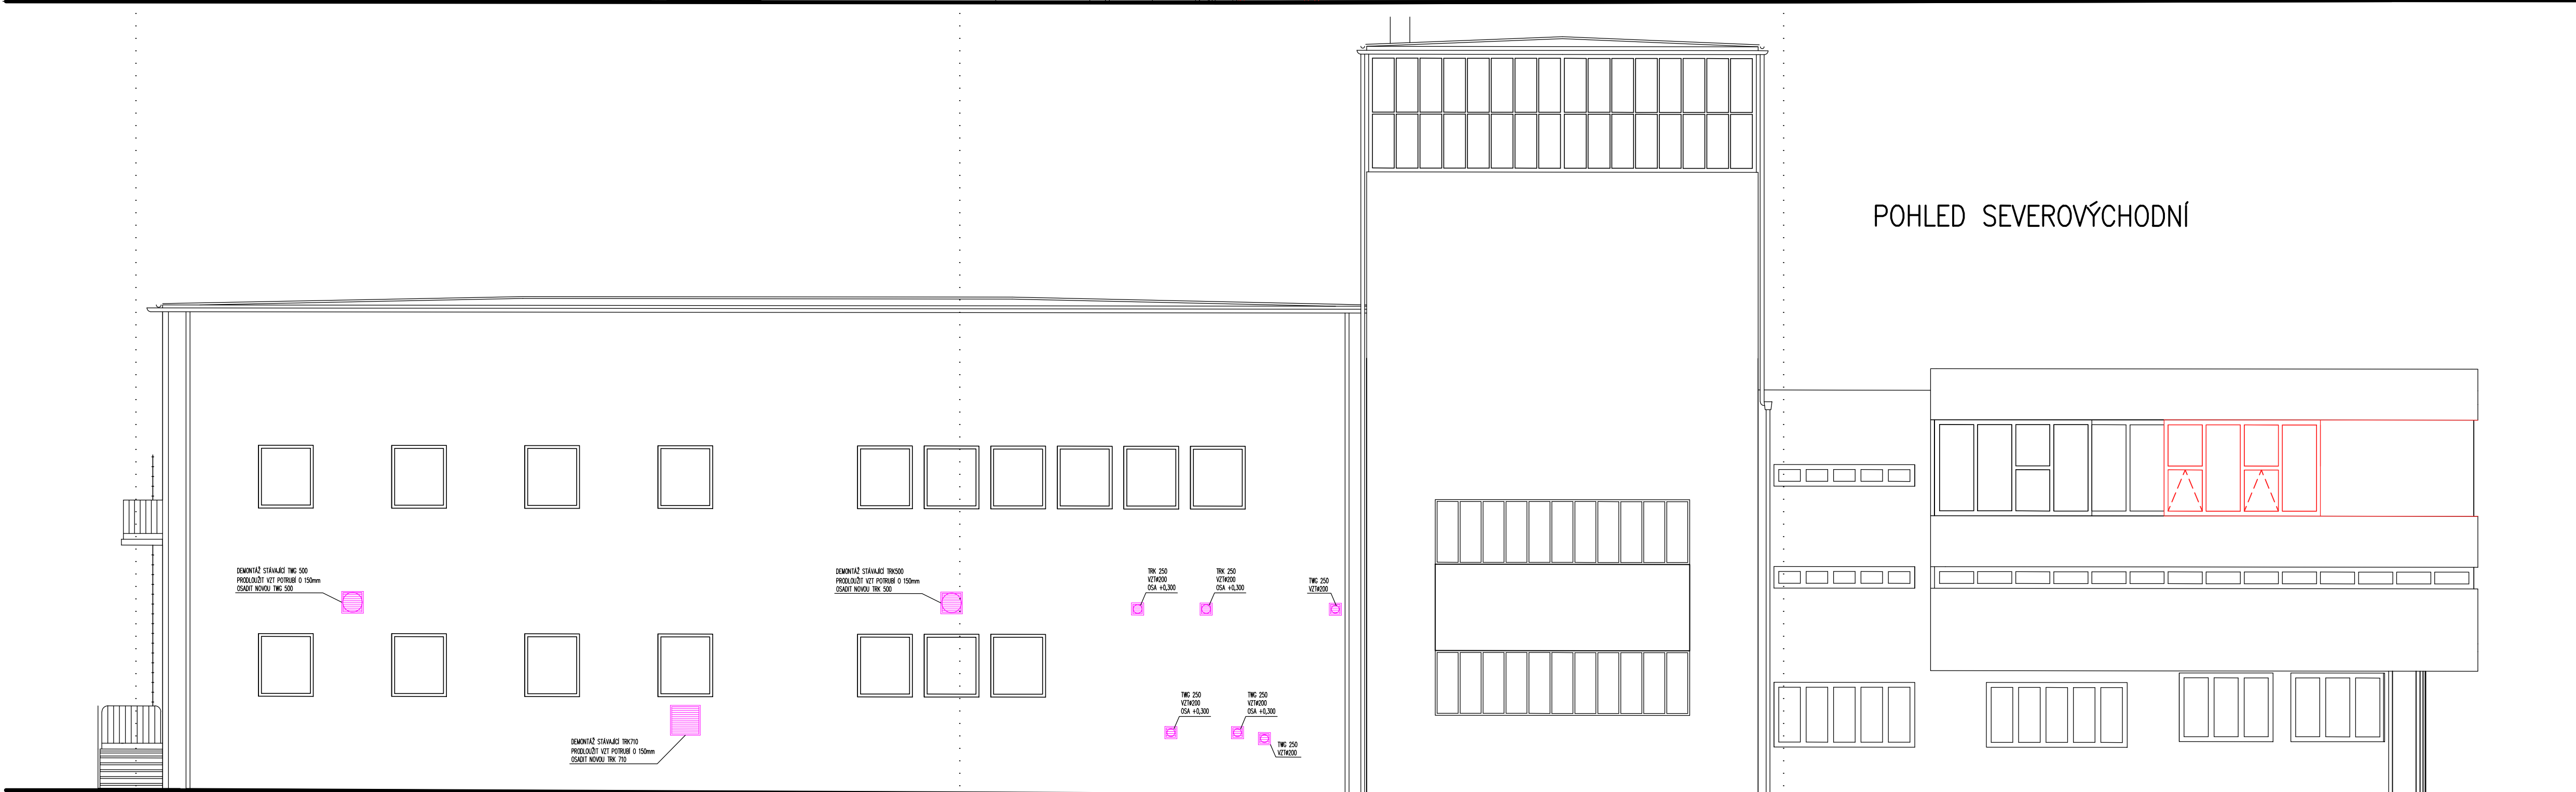 POHLED SEVEROVÝCHODNÍ
DEMONTÁŽ STÁVAJÍCÍ TWG 500
PRODLOUŽIT VZT POTRUBÍ O 150mm
OSADIT NOVOU TWG 500
DEMONTÁŽ STÁVAJÍCÍ TRK500
PRODLOUŽIT VZT POTRUBÍ O 150mm
OSADIT NOVOU TRK 500
TRK 250
VZT#200
OSA +0,300
TRK 250
VZT#200
OSA +0,300
TWG 250
VZT#200
TWG 250
VZT#200
OSA +0,300
TWG 250
VZT#200
OSA +0,300
TWG 250
VZT#200
DEMONTÁŽ STÁVAJÍCÍ TRK710
PRODLOUŽIT VZT POTRUBÍ O 150mm
OSADIT NOVOU TRK 710